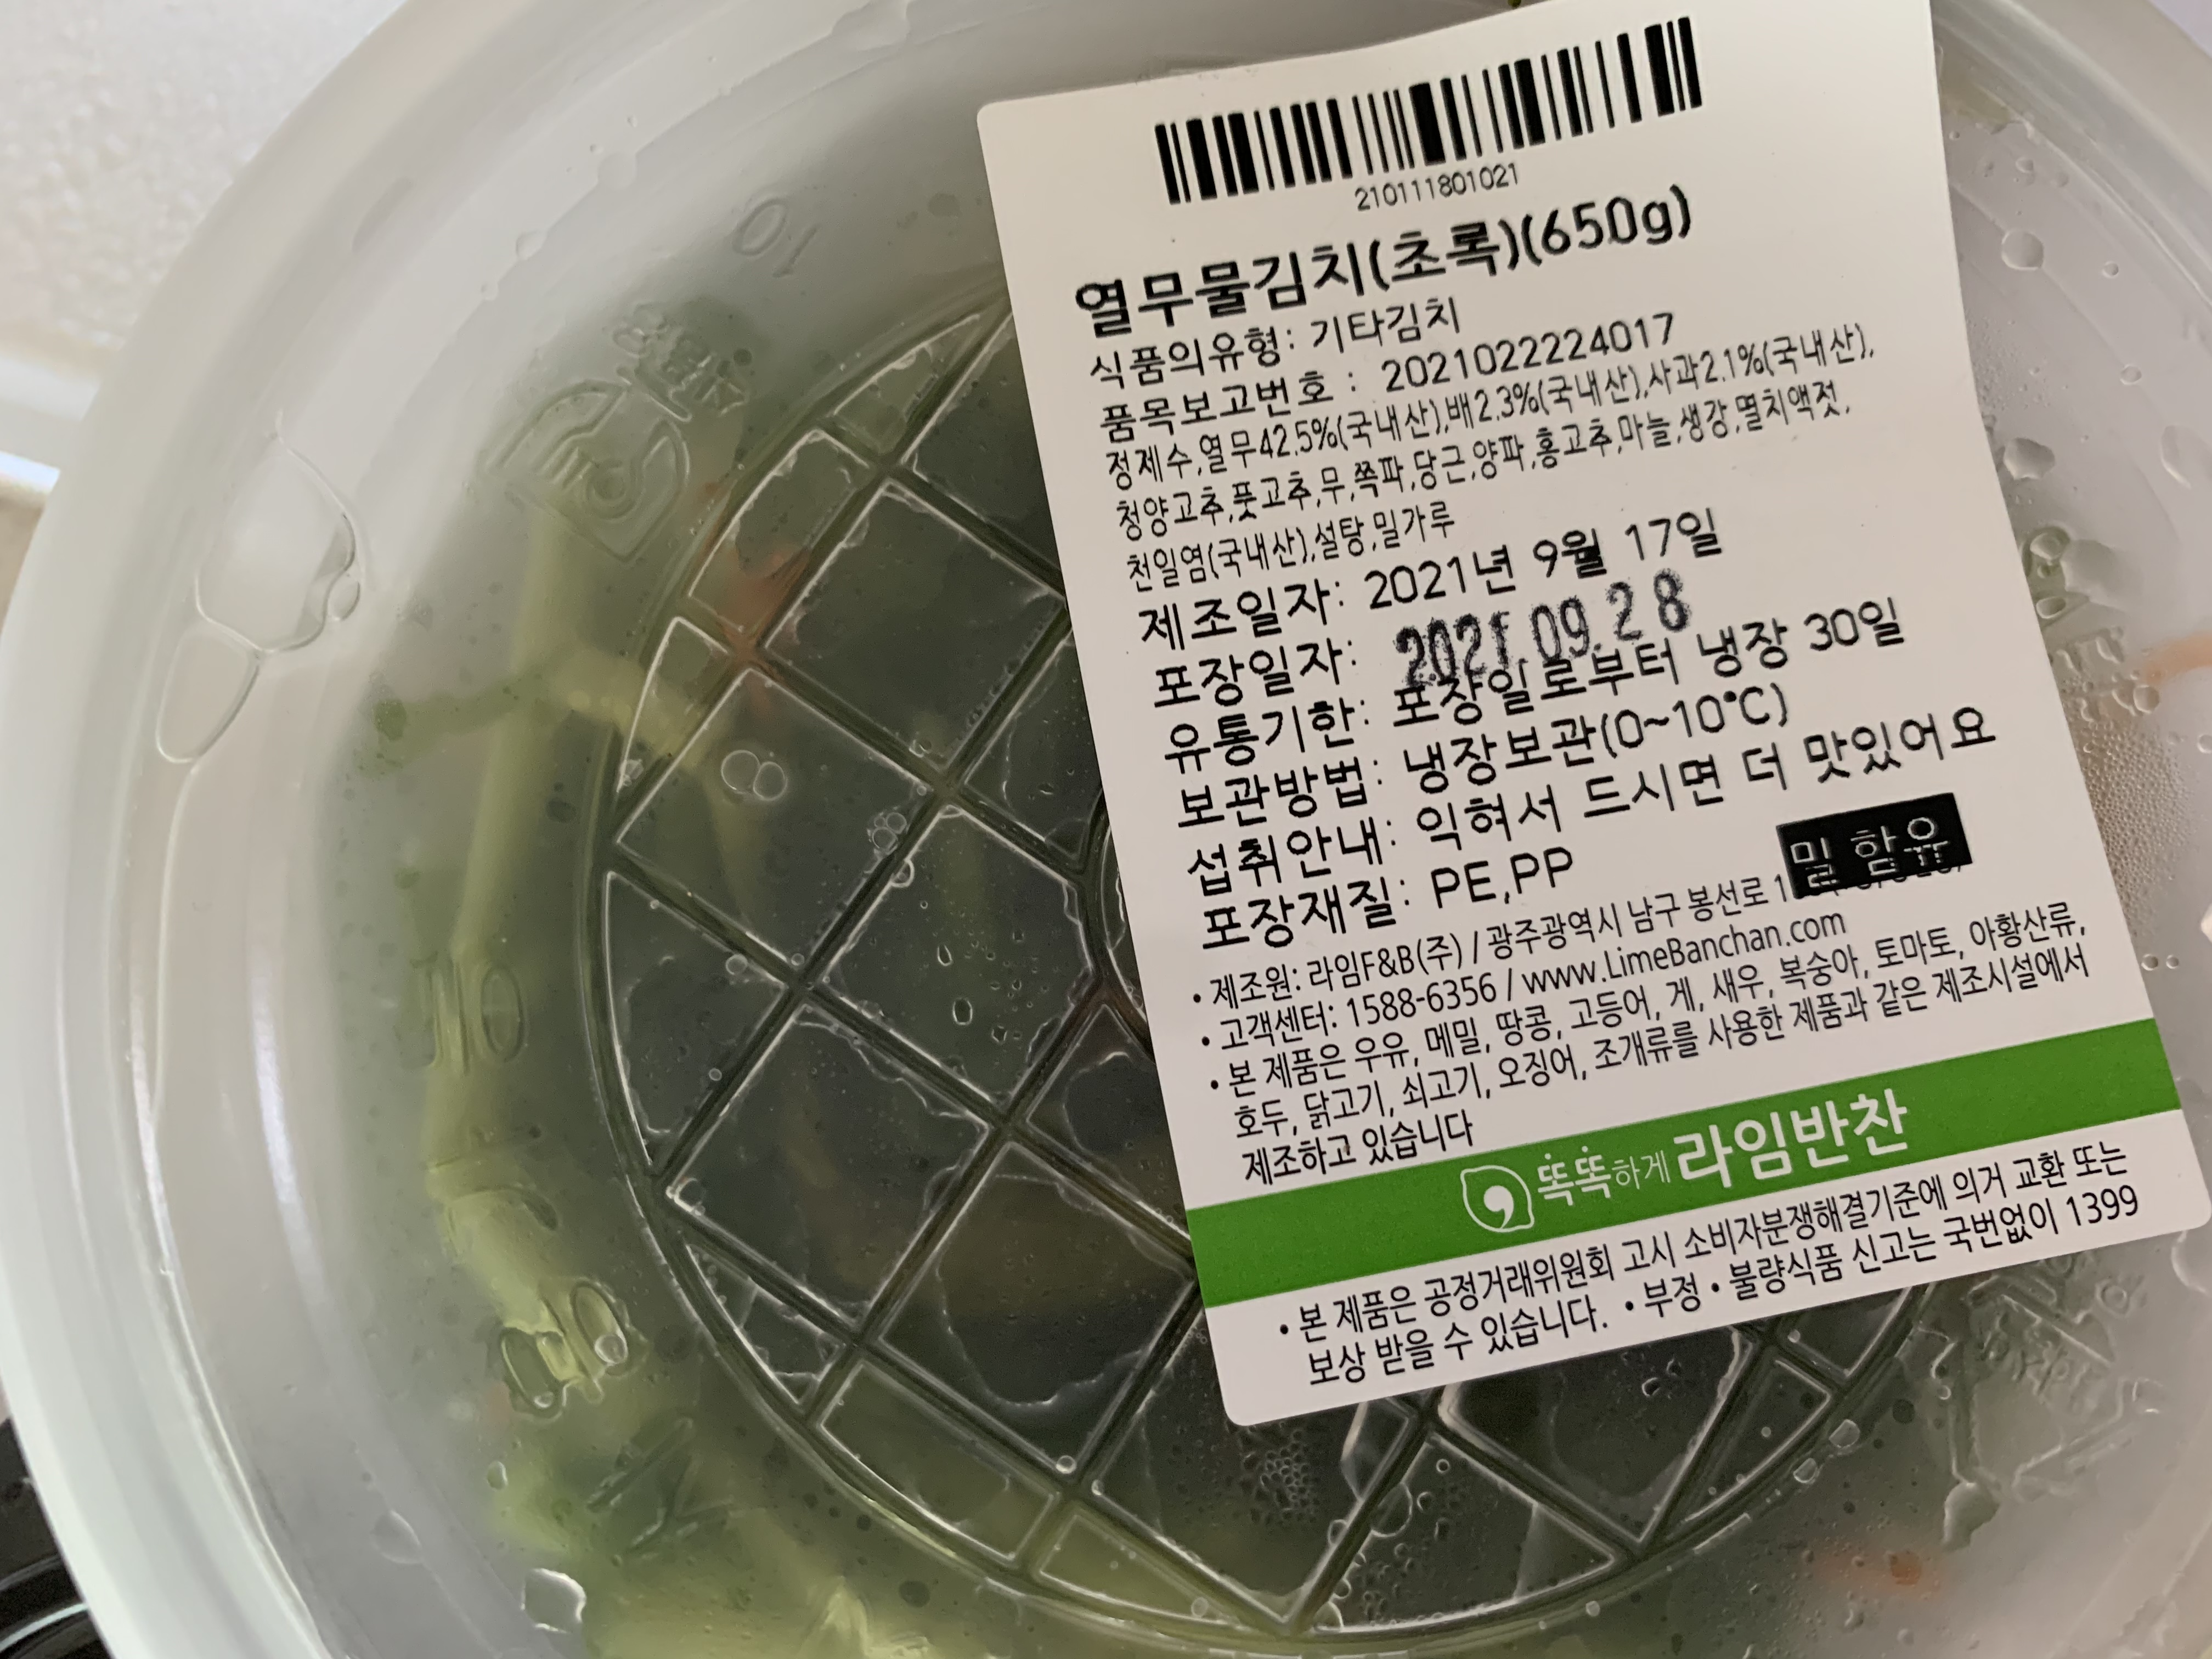 210111801021
열무물김치(초록)(650g)
식품의유형: 기타김치
품목보고번호 : 2021022224017
정제수,열무42.5%(국내산),배2.3%(국내산),사과2.1%(국내산),
청양고추,풋고추,무,쪽파,당근,양파,홍고추,마늘,생강,멸치액젓,
천일염(국내산),설탕,밀가루
제조일자: 2021년 9월 17일
포장일자: 2021.09.28
유통기한: 포장일로부터 냉장 30일
보관방법: 냉장보관(0~10°C)
섭취안내: 익혀서 드시면 더 맛있어요
포장재질: PE,PP
밀 함유
• 제조원: 라임F&B(주) / 광주광역시 남구 봉선로
• 고객센터: 1588-6356 / www.LimeBanchan.com
• 본 제품은 우유, 메밀, 땅콩, 고등어, 게, 새우, 복숭아, 토마토, 아황산류,
호두, 닭고기, 쇠고기, 오징어, 조개류를 사용한 제품과 같은 제조시설에서
제조하고 있습니다
똑똑하게 라임반찬
• 본 제품은 공정거래위원회 고시 소비자분쟁해결기준에 의거 교환 또는
보상 받을 수 있습니다. • 부정 • 불량식품 신고는 국번없이 1399